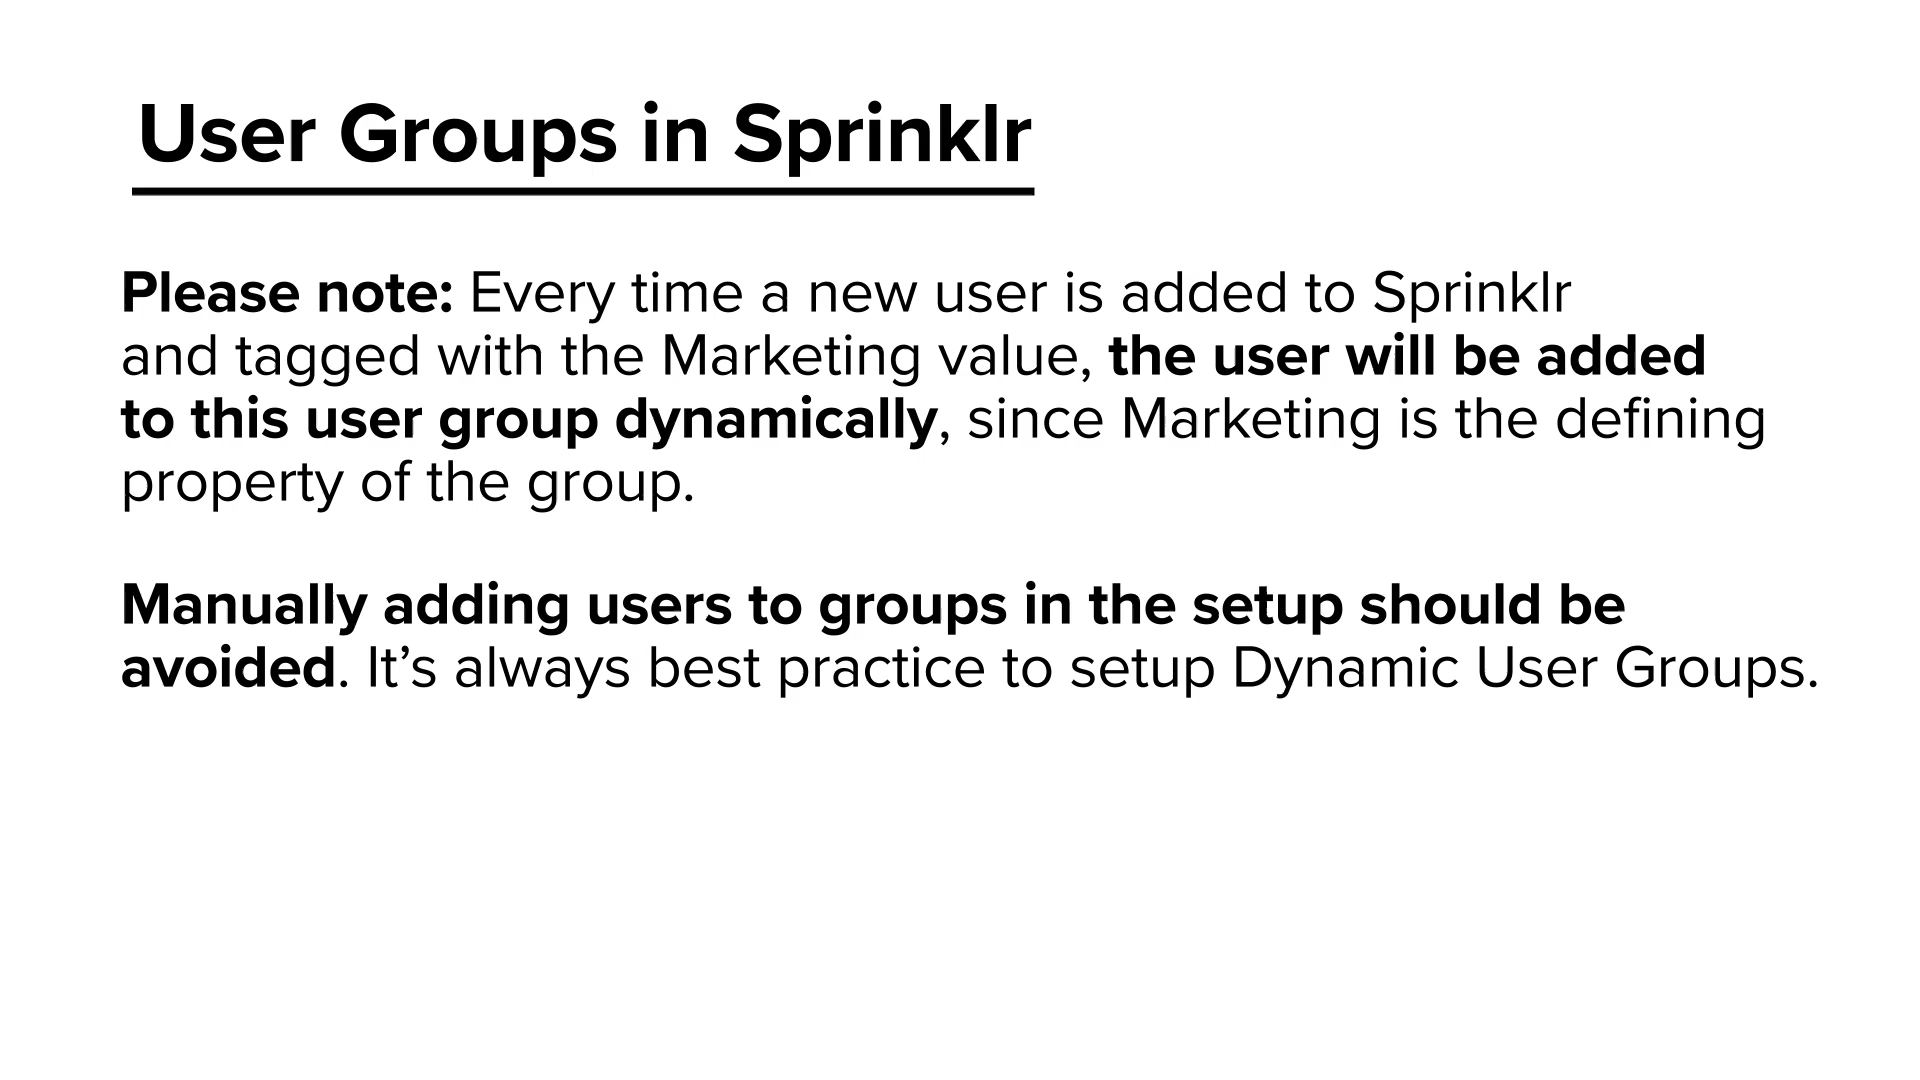 User Groups in Sprinklr
Please note: Every time a new user is added to Sprinklr
and tagged with the Marketing value, the user will be added
to this user group dynamically, since Marketing is the defining
property of the group.
Manually adding users to groups in the setup should be
avoided. It’s always best practice to setup Dynamic User Groups.